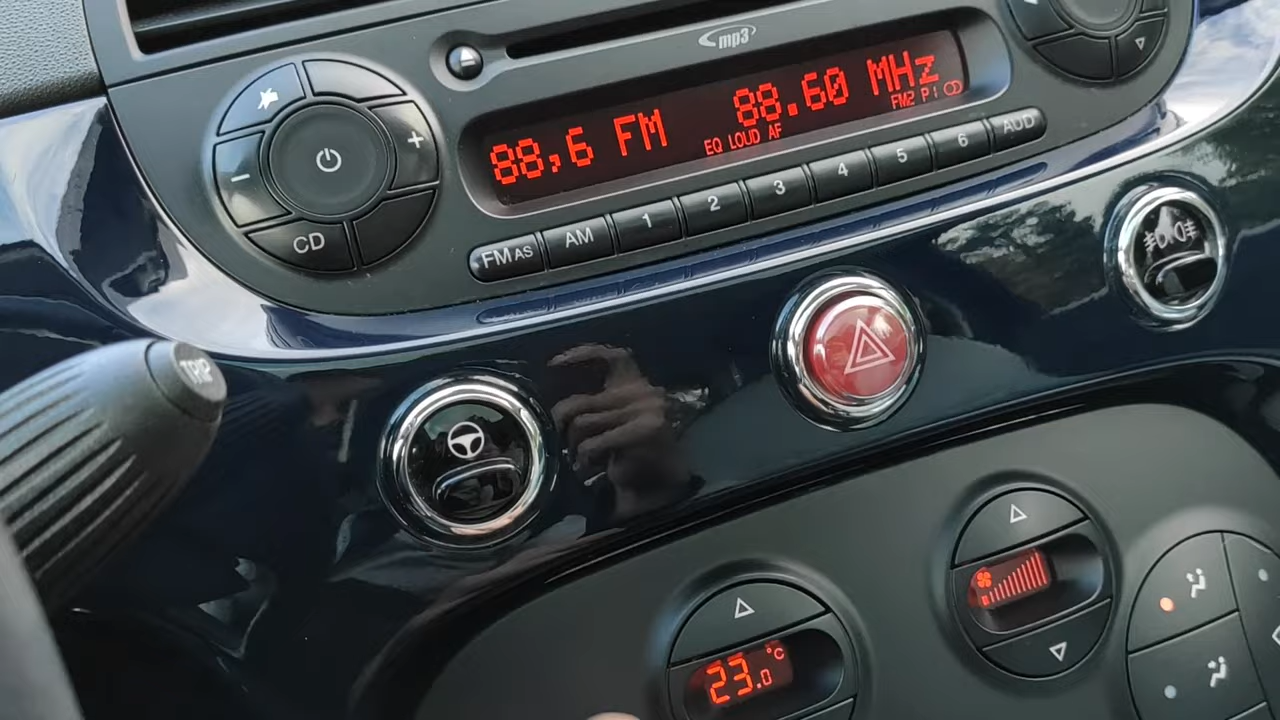 mp3
88,6 FM 88.60 MHz
EQ LOUD AF FM2 P1
+
-
CD
FM AS AM 1 2 3 4 5 6 AUD
TRIP
23.0 °C